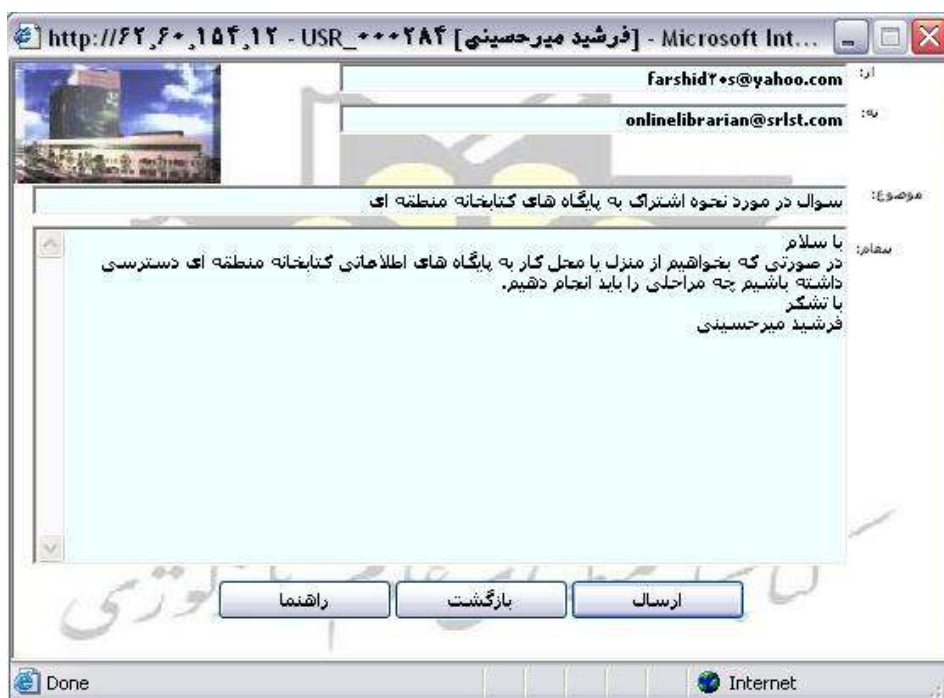 http://۶۲٫۶۰٫۱۵۴٫۱۲ - USR_۰۰۰۲۸۴ [فرشید میرحسینی] - Microsoft Int...
از:
farshid۲۰s@yahoo.com
به:
onlinelibrarian@srlst.com
موضوع:
سوال در مورد نحوه اشتراک به پایگاه های کتابخانه منطقه ای
پیغام:
با سلام
در صورتی که بخواهیم از منزل یا محل کار به پایگاه های اطلاعاتی کتابخانه منطقه ای دسترسی
داشته باشیم چه مراحلی را باید انجام دهیم.
با تشکر
فرشید میرحسینی
ارسال
بازگشت
راهنما
Done
Internet